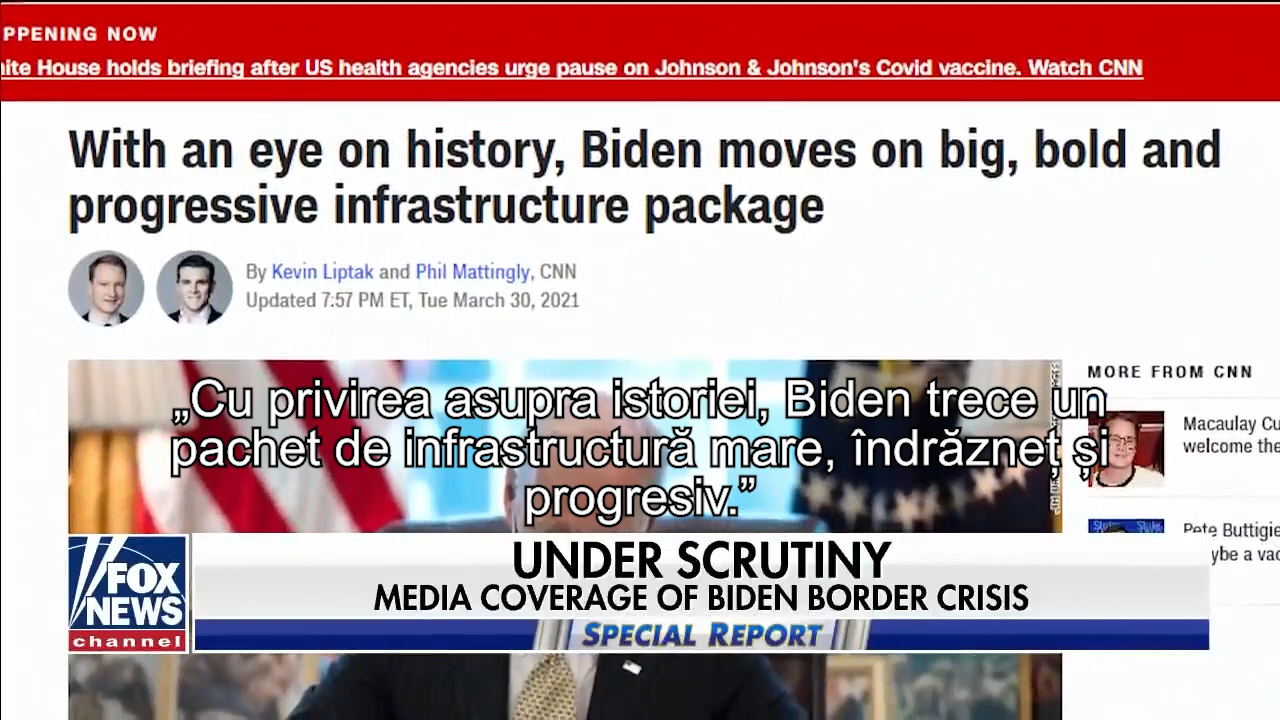 PPENING NOW
ite House holds briefing after US health agencies urge pause on Johnson & Johnson's Covid vaccine. Watch CNN
With an eye on history, Biden moves on big, bold and
progressive infrastructure package
By Kevin Liptak and Phil Mattingly, CNN
Updated 7:57 PM ET, Tue March 30, 2021
MORE FROM CNN
Macaulay Cu
welcome the
Pete Buttigie
ybe a vac
„Cu privirea asupra istoriei, Biden trece un
pachet de infrastructură mare, îndrăzneț și
progresiv.”
FOX
NEWS
channel
UNDER SCRUTINY
MEDIA COVERAGE OF BIDEN BORDER CRISIS
SPECIAL REPORT